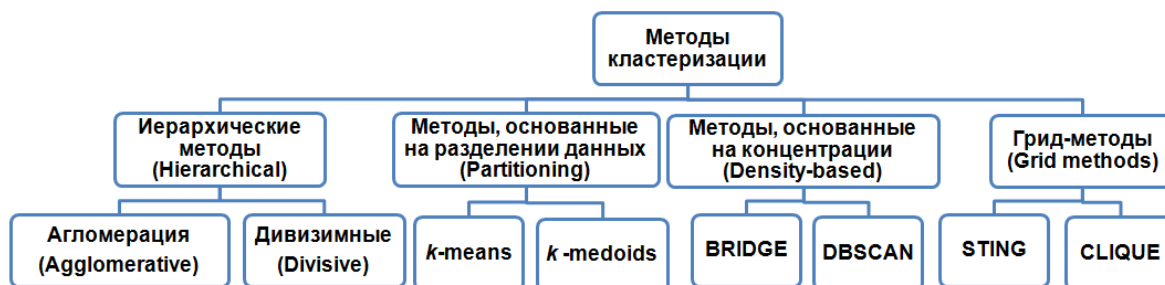 Методы
кластеризации
Иерархические
методы
(Hierarchical)
Методы, основанные
на разделении данных
(Partitioning)
Методы, основанные
на концентрации
(Density-based)
Грид-методы
(Grid methods)
Агломерация
(Agglomerative)
Дивизимные
(Divisive)
k-means
k -medoids
BRIDGE
DBSCAN
STING
CLIQUE